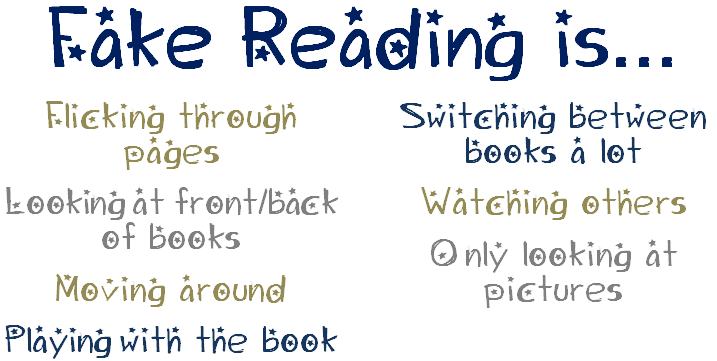 Fake Reading is...
Flicking through
pages
Looking at front/back
of books
Moving around
Playing with the book
Switching between
books a lot
Watching others
Only looking at
pictures